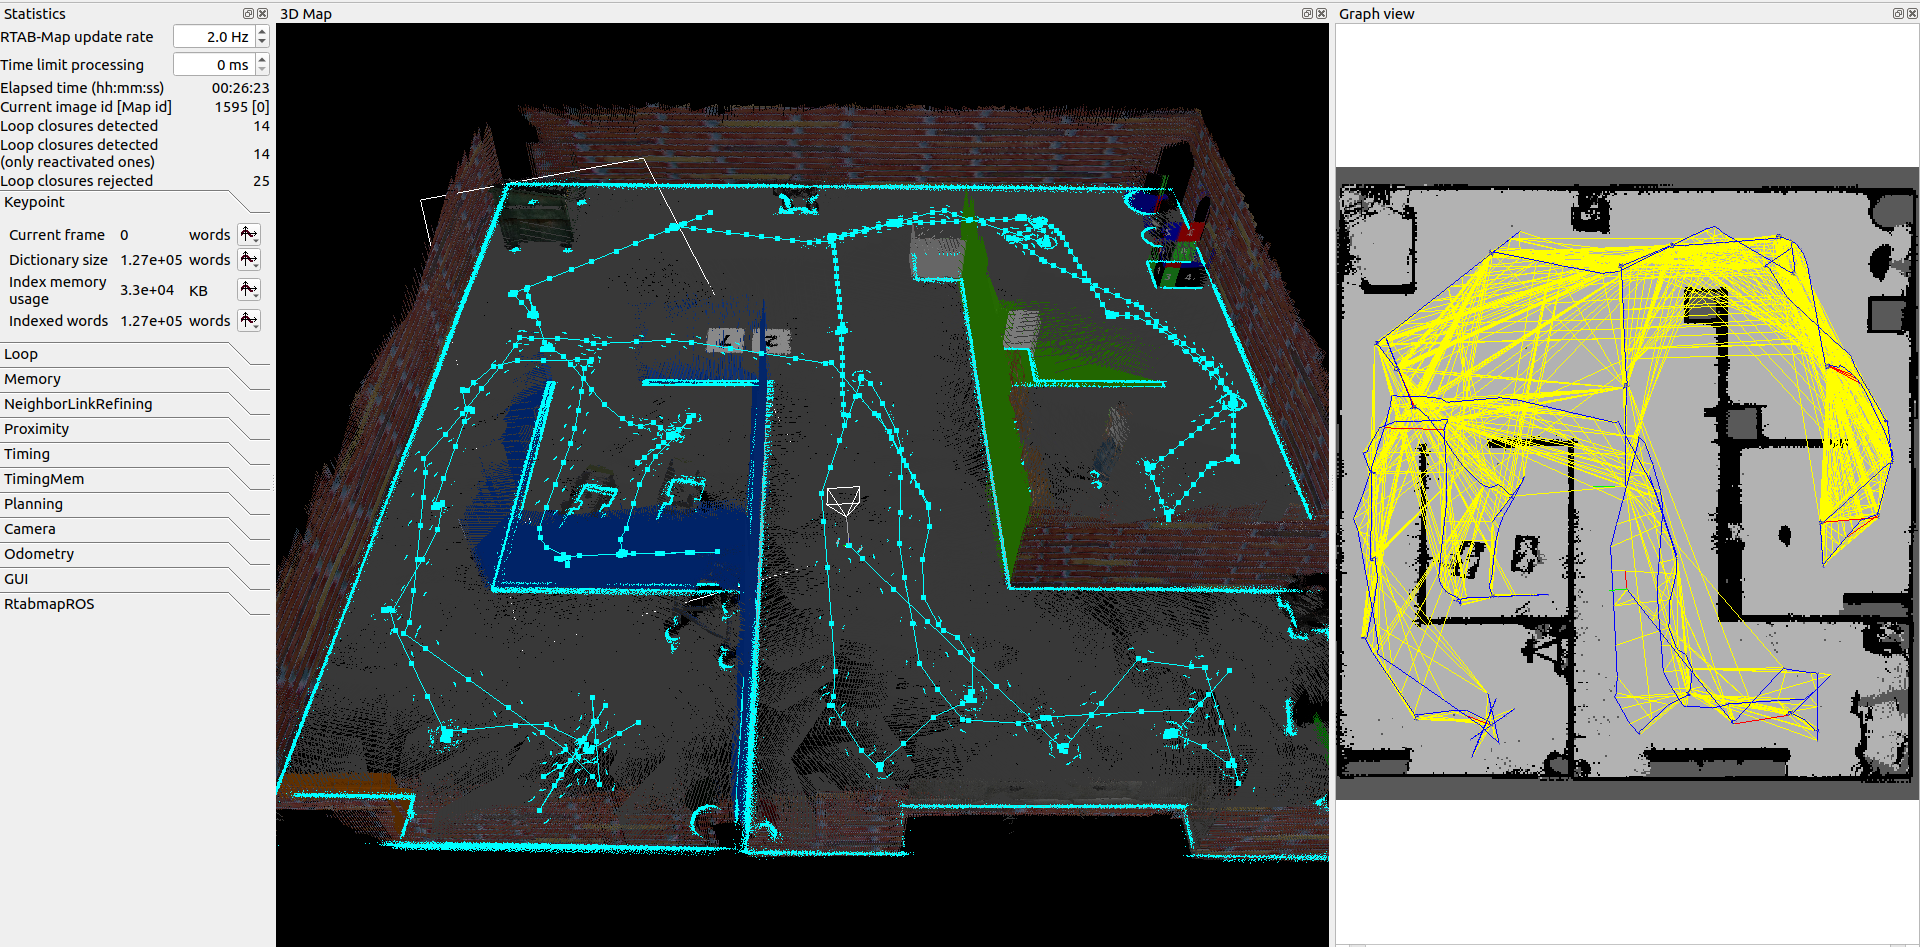 Statistics
RTAB-Map update rate 2.0 Hz
Time limit processing 0 ms
Elapsed time (hh:mm:ss) 00:26:23
Current image id [Map id] 1595 [0]
Loop closures detected 14
Loop closures detected
(only reactivated ones) 14
Loop closures rejected 25
Keypoint
Current frame 0 words
Dictionary size 1.27e+05 words
Index memory
usage 3.3e+04 KB
Indexed words 1.27e+05 words
Loop
Memory
NeighborLinkRefining
Proximity
Timing
TimingMem
Planning
Camera
Odometry
GUI
RtabmapROS
3D Map
Graph view